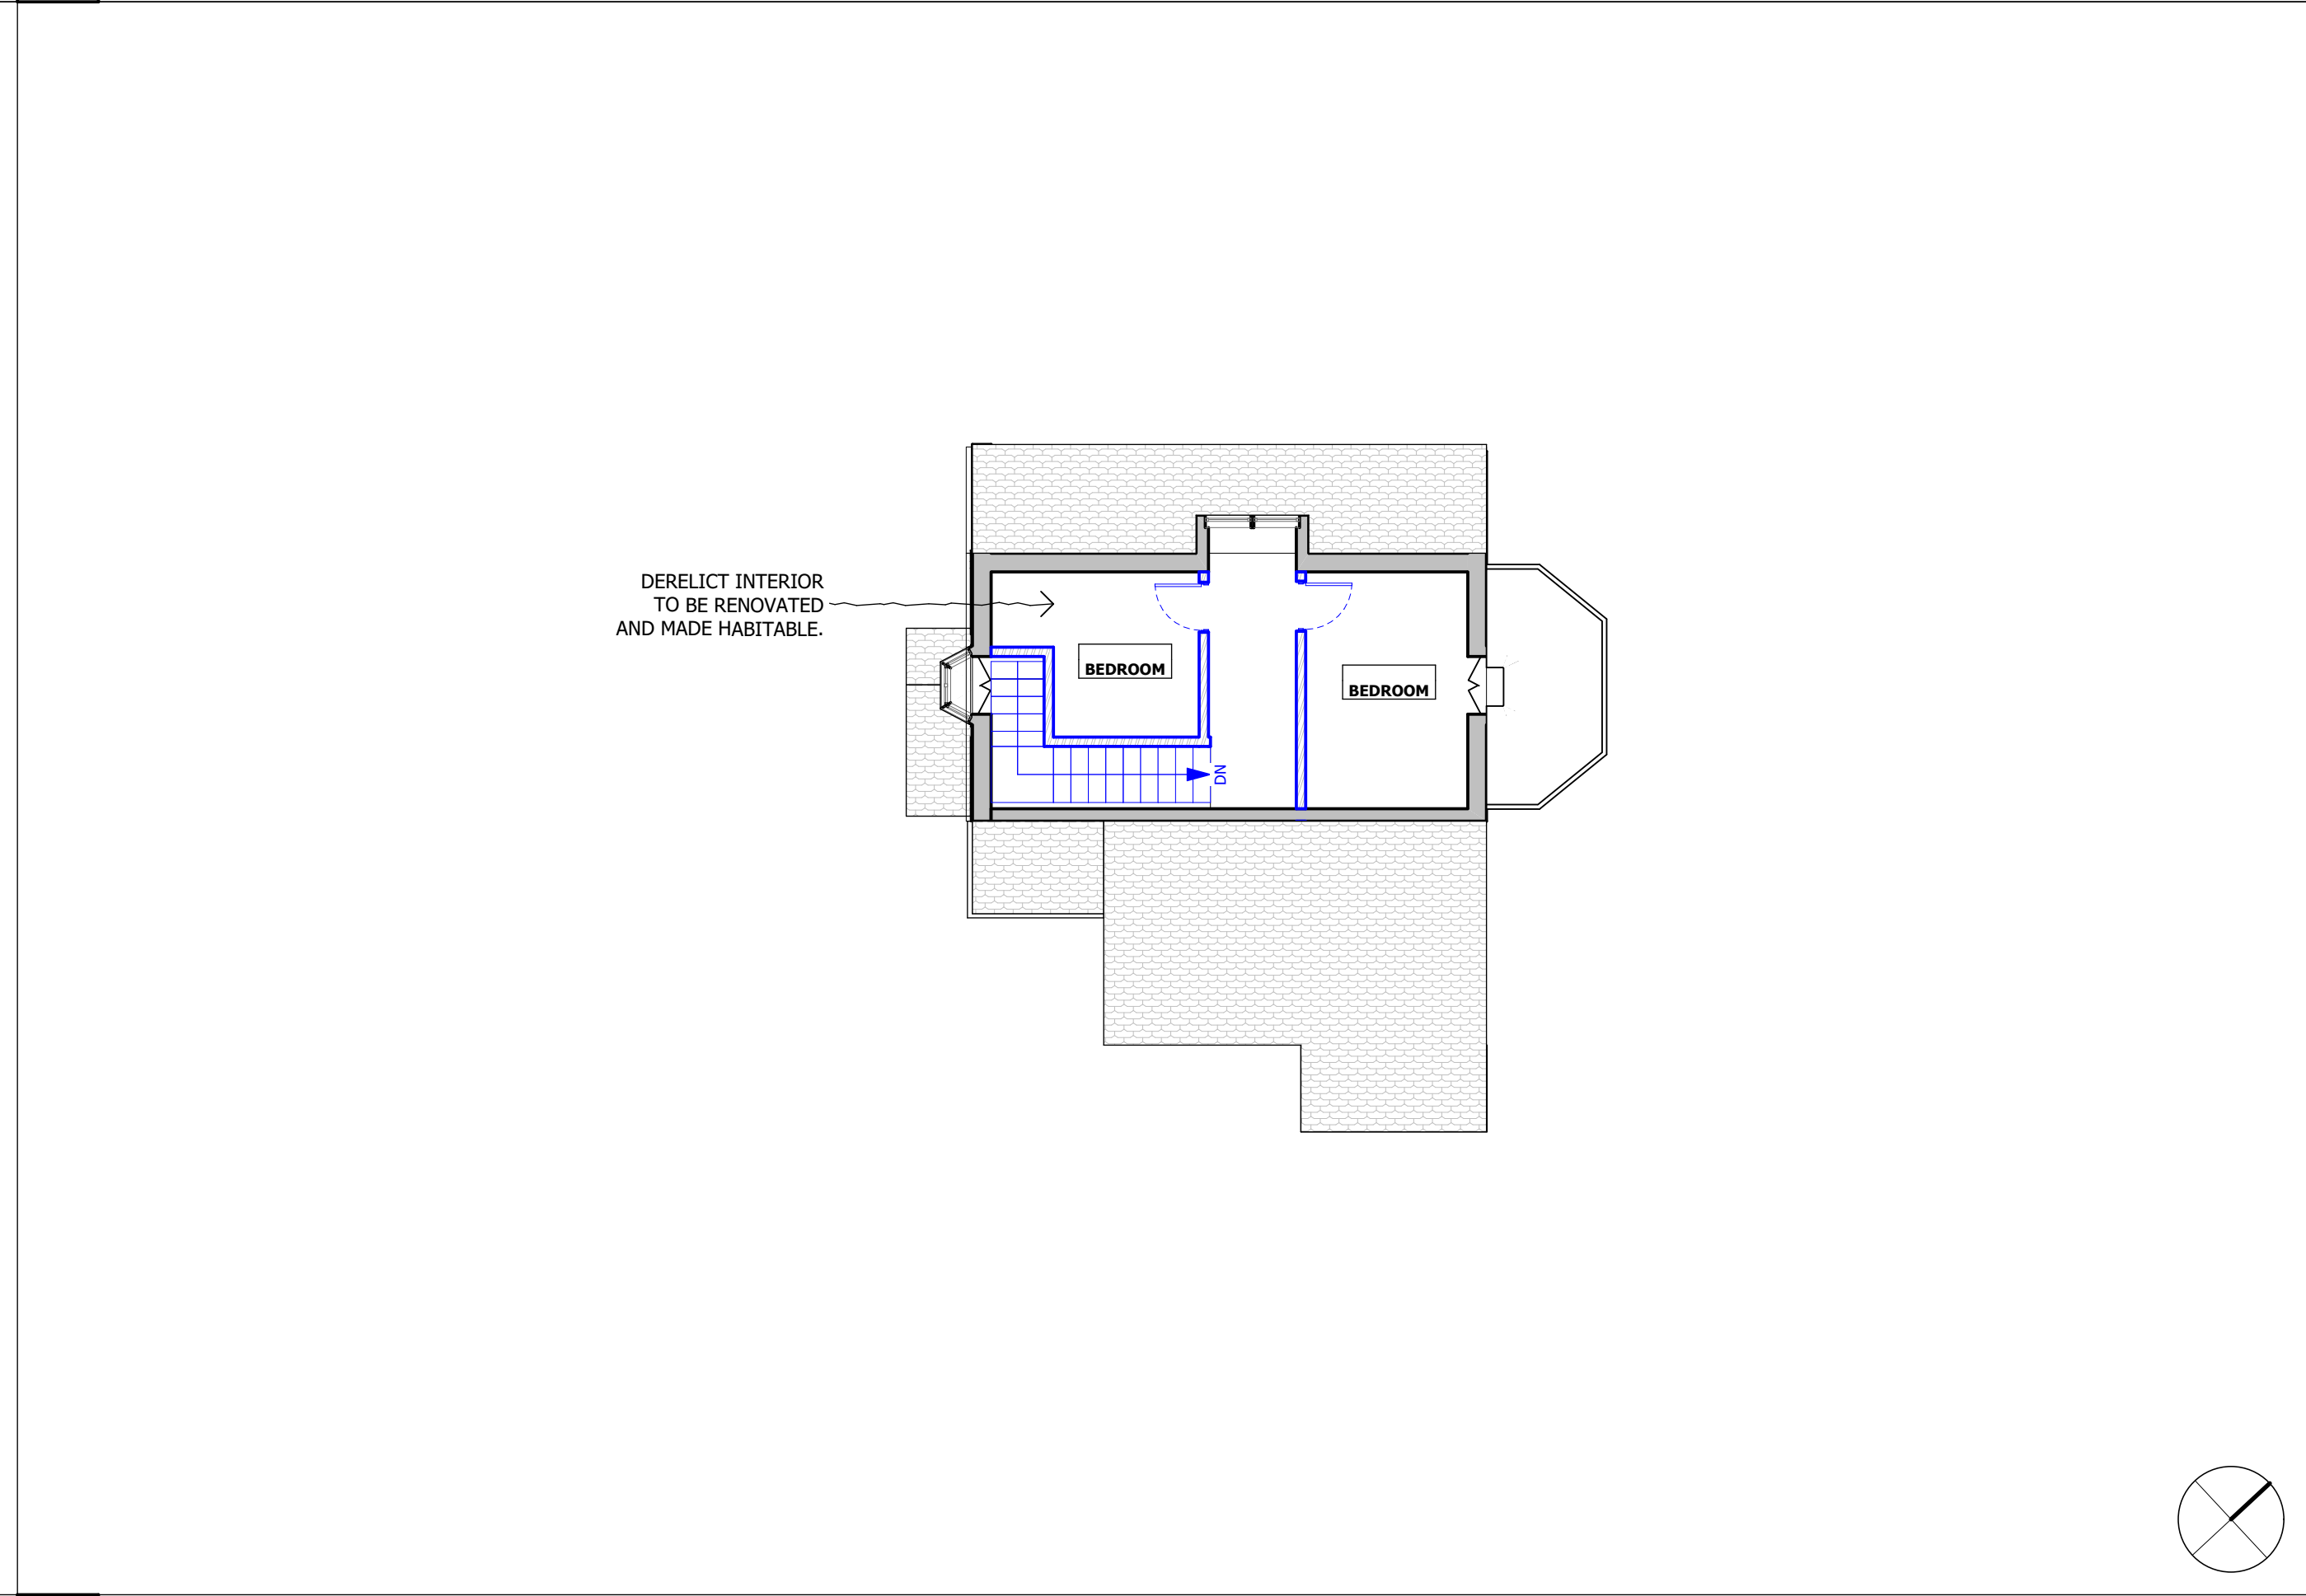 DERELICT INTERIOR
TO BE RENOVATED
AND MADE HABITABLE.
BEDROOM
BEDROOM
DN